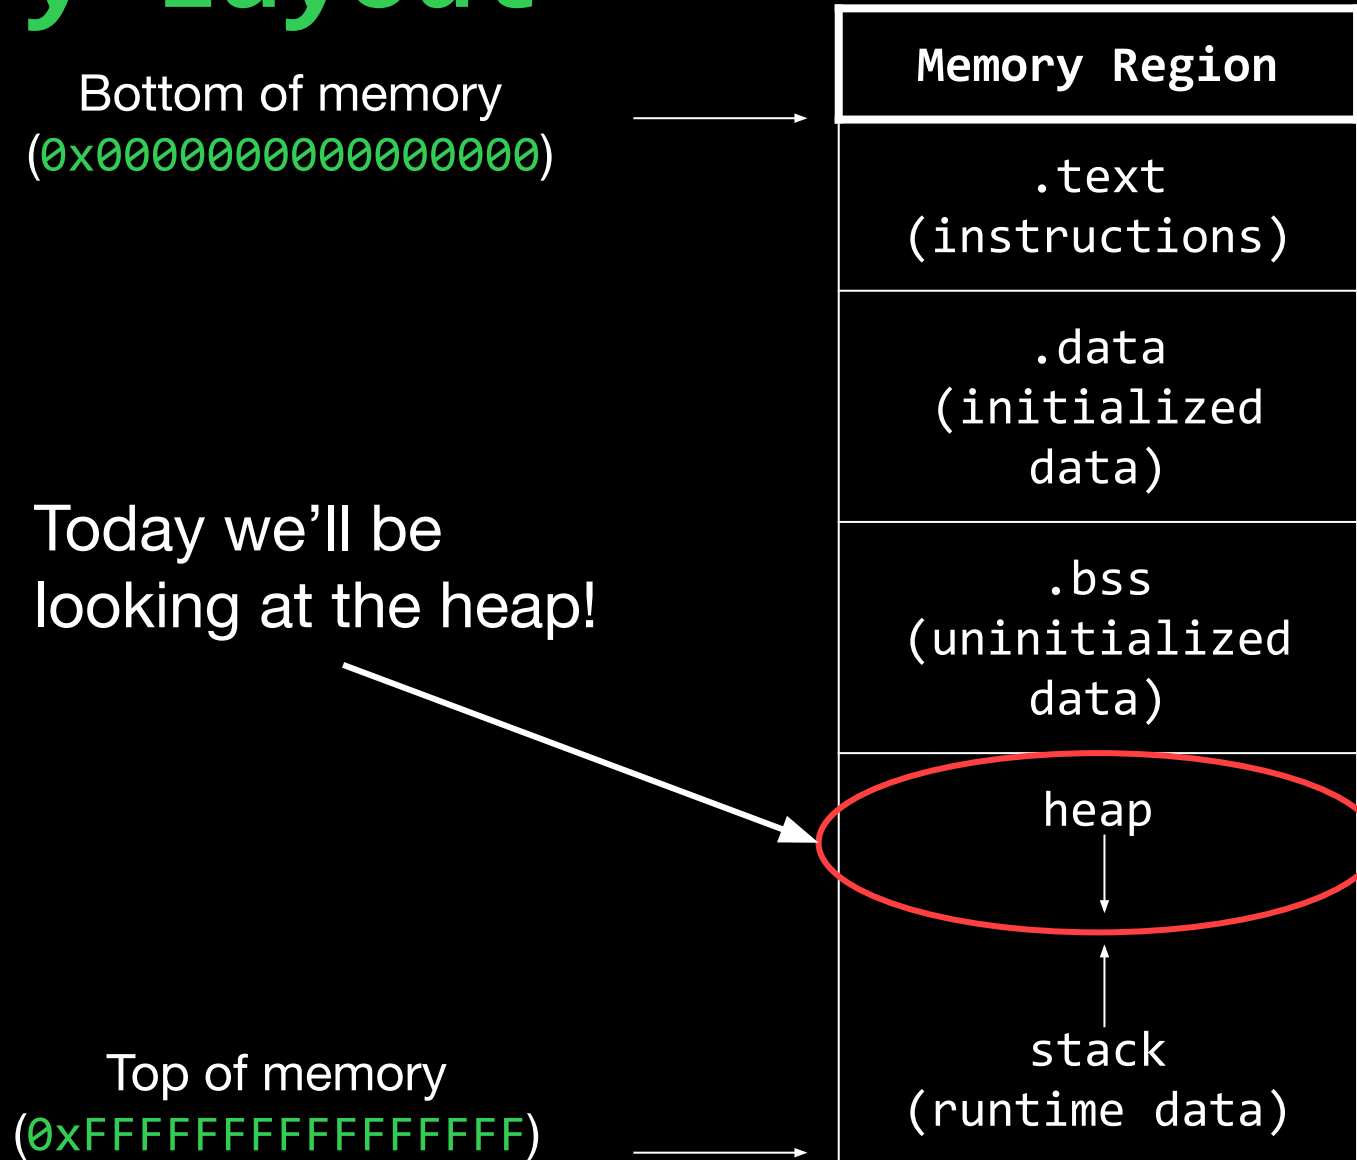 y Layout
Memory Region
Bottom of memory
(0x0000000000000000)
.text
(instructions)
.data
(initialized
data)
Today we’ll be
looking at the heap!
.bss
(uninitialized
data)
heap
stack
(runtime data)
Top of memory
(0xFFFFFFFFFFFFFFFF)